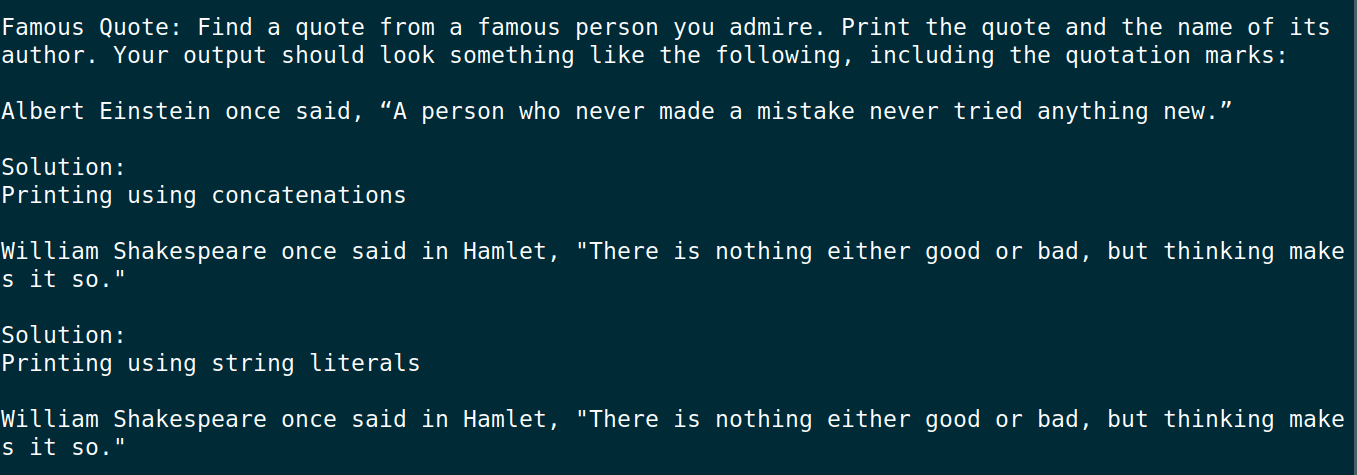 Famous Quote: Find a quote from a famous person you admire. Print the quote and the name of its
author. Your output should look something like the following, including the quotation marks:
Albert Einstein once said, “A person who never made a mistake never tried anything new.”
Solution:
Printing using concatenations
William Shakespeare once said in Hamlet, "There is nothing either good or bad, but thinking make
s it so."
Solution:
Printing using string literals
William Shakespeare once said in Hamlet, "There is nothing either good or bad, but thinking make
s it so."